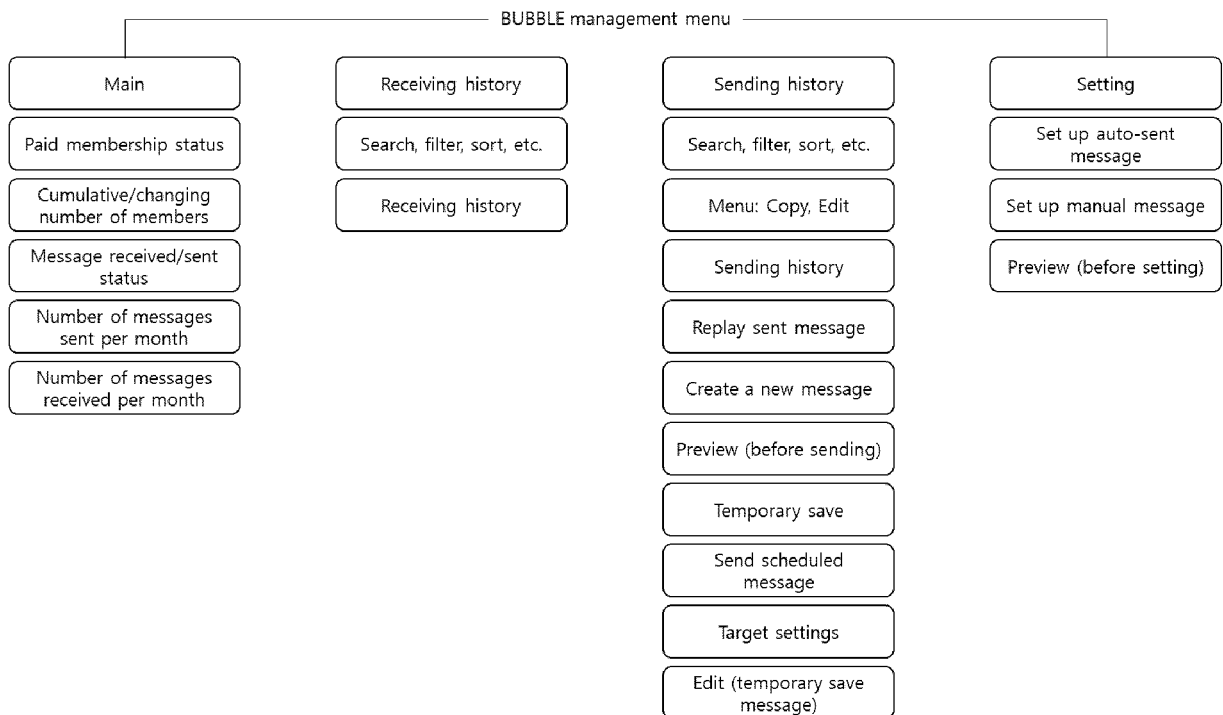 BUBBLE management menu
Main
Paid membership status
Cumulative/changing
number of members
Message received/sent
status
Number of messages
sent per month
Number of messages
received per month
Receiving history
Search, filter, sort, etc.
Receiving history
Sending history
Search, filter, sort, etc.
Menu: Copy, Edit
Sending history
Replay sent message
Create a new message
Preview (before sending)
Temporary save
Send scheduled
message
Target settings
Edit (temporary save
message)
Setting
Set up auto-sent
message
Set up manual message
Preview (before setting)